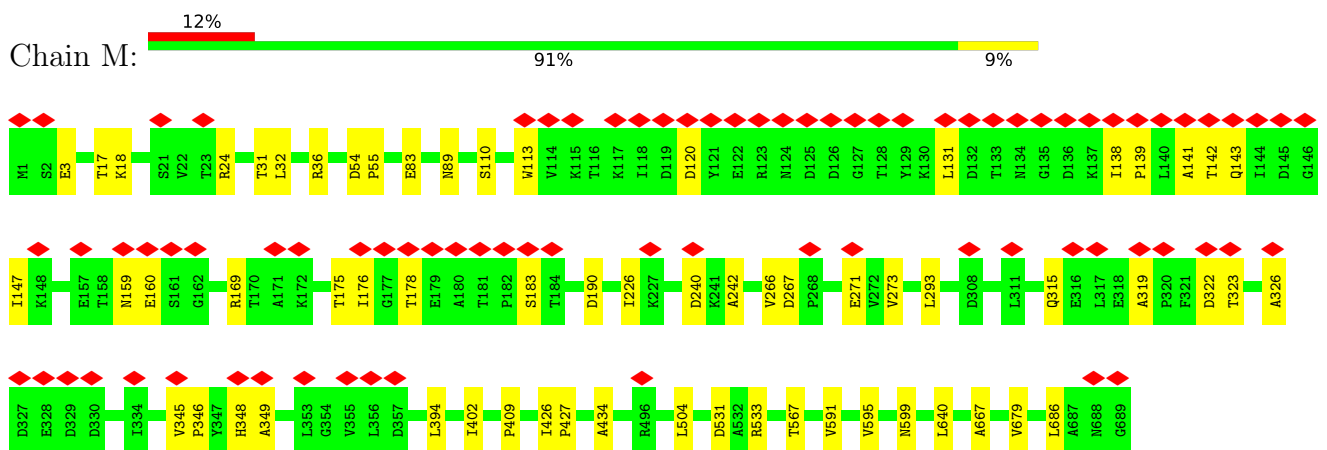 12%
Chain M:
91% 9%
M1 S2 E3 T17 K18 S21 V22 T23 R24 T31 L32 R36 D54 P55 E83 N89 S110 W113 V114 K115 T116 K117 I118 D119 D120 Y121 E122 R123 N124 D125 D126 G127 T128 Y129 K130 L131 D132 T133 N134 G135 D136 K137 I138 P139 L140 A141 T142 Q143 I144 D145 G146
I147 K148 E157 T158 N159 E160 S161 G162 R169 T170 A171 K172 T175 I176 G177 T178 E179 A180 T181 P182 S183 T184 D190 I226 K227 D240 K241 A242 V266 D267 P268 E271 V272 V273 L293 D308 L311 Q315 E316 L317 E318 A319 P320 F321 D322 T323 A326
D327 E328 D329 D330 I334 V345 P346 Y347 H348 A349 L353 G354 V355 L356 D357 L394 I402 P409 I426 P427 A434 R496 L504 D531 A532 R533 T567 V591 V595 N599 L640 A667 V679 L686 A687 N688 G689